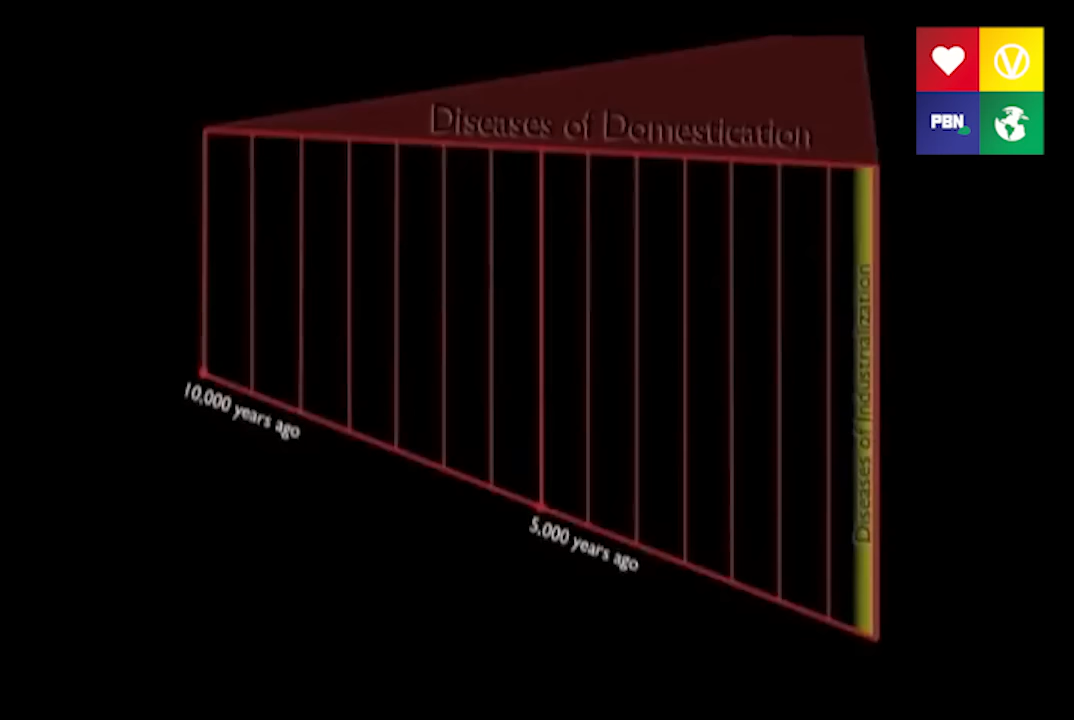 Diseases of Domestication
PBN
Diseases of Industrialization
10,000 years ago
5,000 years ago